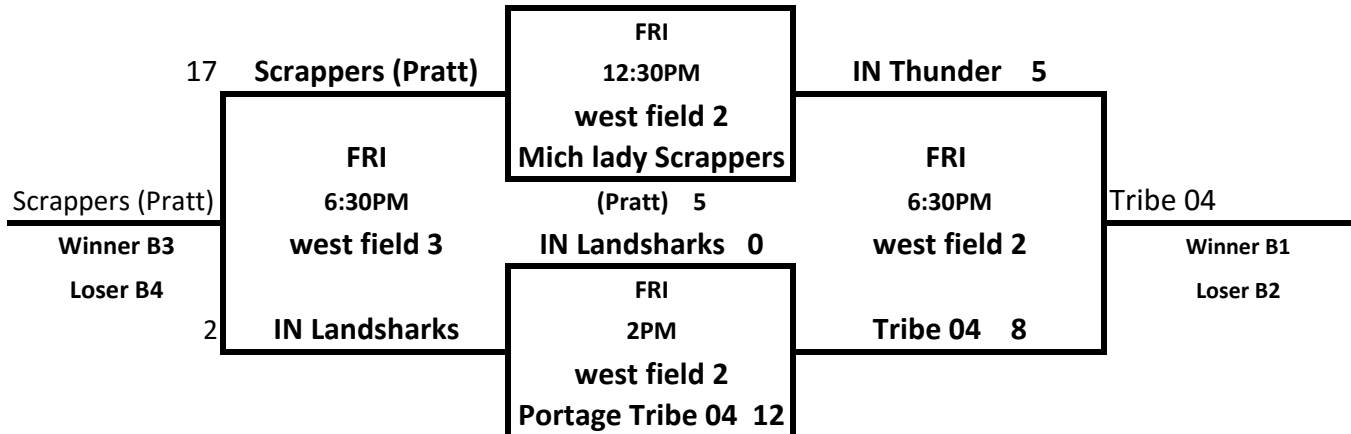 FRI
17 Scrappers (Pratt) 12:30PM IN Thunder 5
west field 2
FRI Mich lady Scrappers FRI
Scrappers (Pratt) 6:30PM (Pratt) 5 6:30PM Tribe 04
Winner B3 west field 3 IN Landsharks 0 west field 2 Winner B1
Loser B4 FRI Loser B2
2 IN Landsharks 2PM Tribe 04 8
west field 2
Portage Tribe 04 12